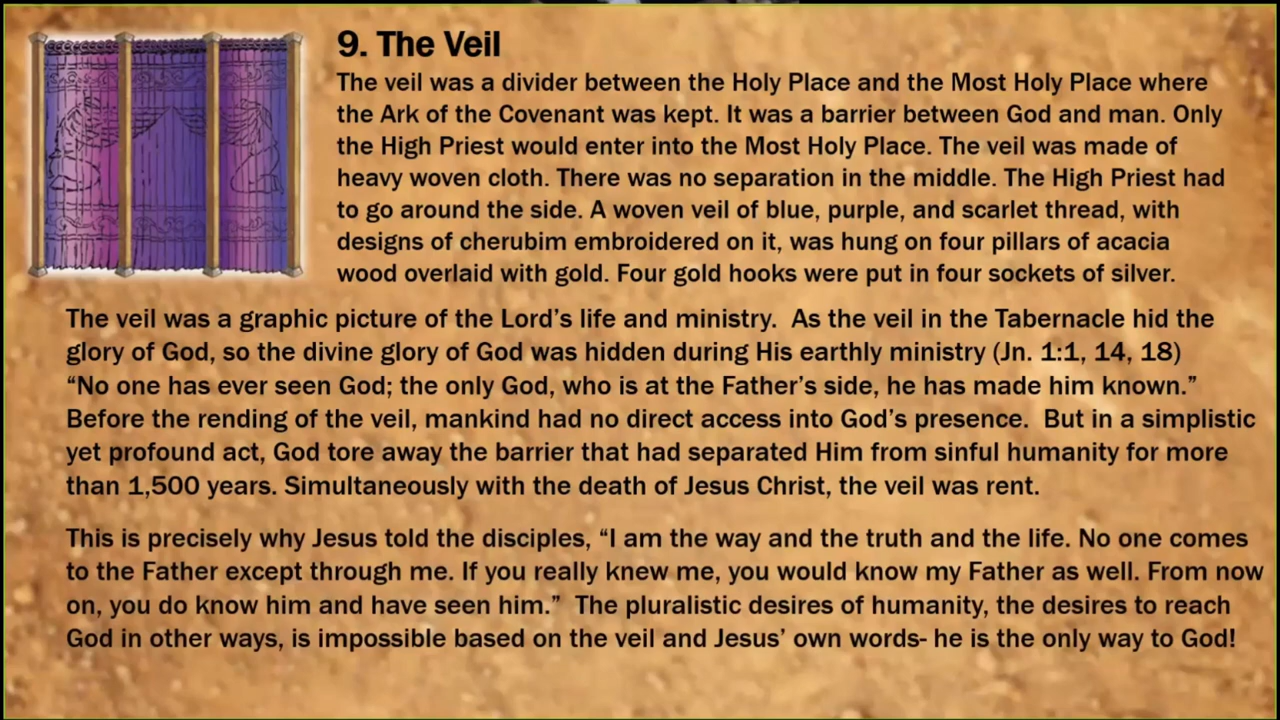 9. The Veil
The veil was a divider between the Holy Place and the Most Holy Place where
the Ark of the Covenant was kept. It was a barrier between God and man. Only
the High Priest would enter into the Most Holy Place. The veil was made of
heavy woven cloth. There was no separation in the middle. The High Priest had
to go around the side. A woven veil of blue, purple, and scarlet thread, with
designs of cherubim embroidered on it, was hung on four pillars of acacia
wood overlaid with gold. Four gold hooks were put in four sockets of silver.
The veil was a graphic picture of the Lord’s life and ministry.  As the veil in the Tabernacle hid the
glory of God, so the divine glory of God was hidden during His earthly ministry (Jn. 1:1, 14, 18)
“No one has ever seen God; the only God, who is at the Father’s side, he has made him known.”
Before the rending of the veil, mankind had no direct access into God’s presence.  But in a simplistic
yet profound act, God tore away the barrier that had separated Him from sinful humanity for more
than 1,500 years. Simultaneously with the death of Jesus Christ, the veil was rent.
This is precisely why Jesus told the disciples, “I am the way and the truth and the life. No one comes
to the Father except through me. If you really knew me, you would know my Father as well. From now
on, you do know him and have seen him.”  The pluralistic desires of humanity, the desires to reach
God in other ways, is impossible based on the veil and Jesus’ own words- he is the only way to God!